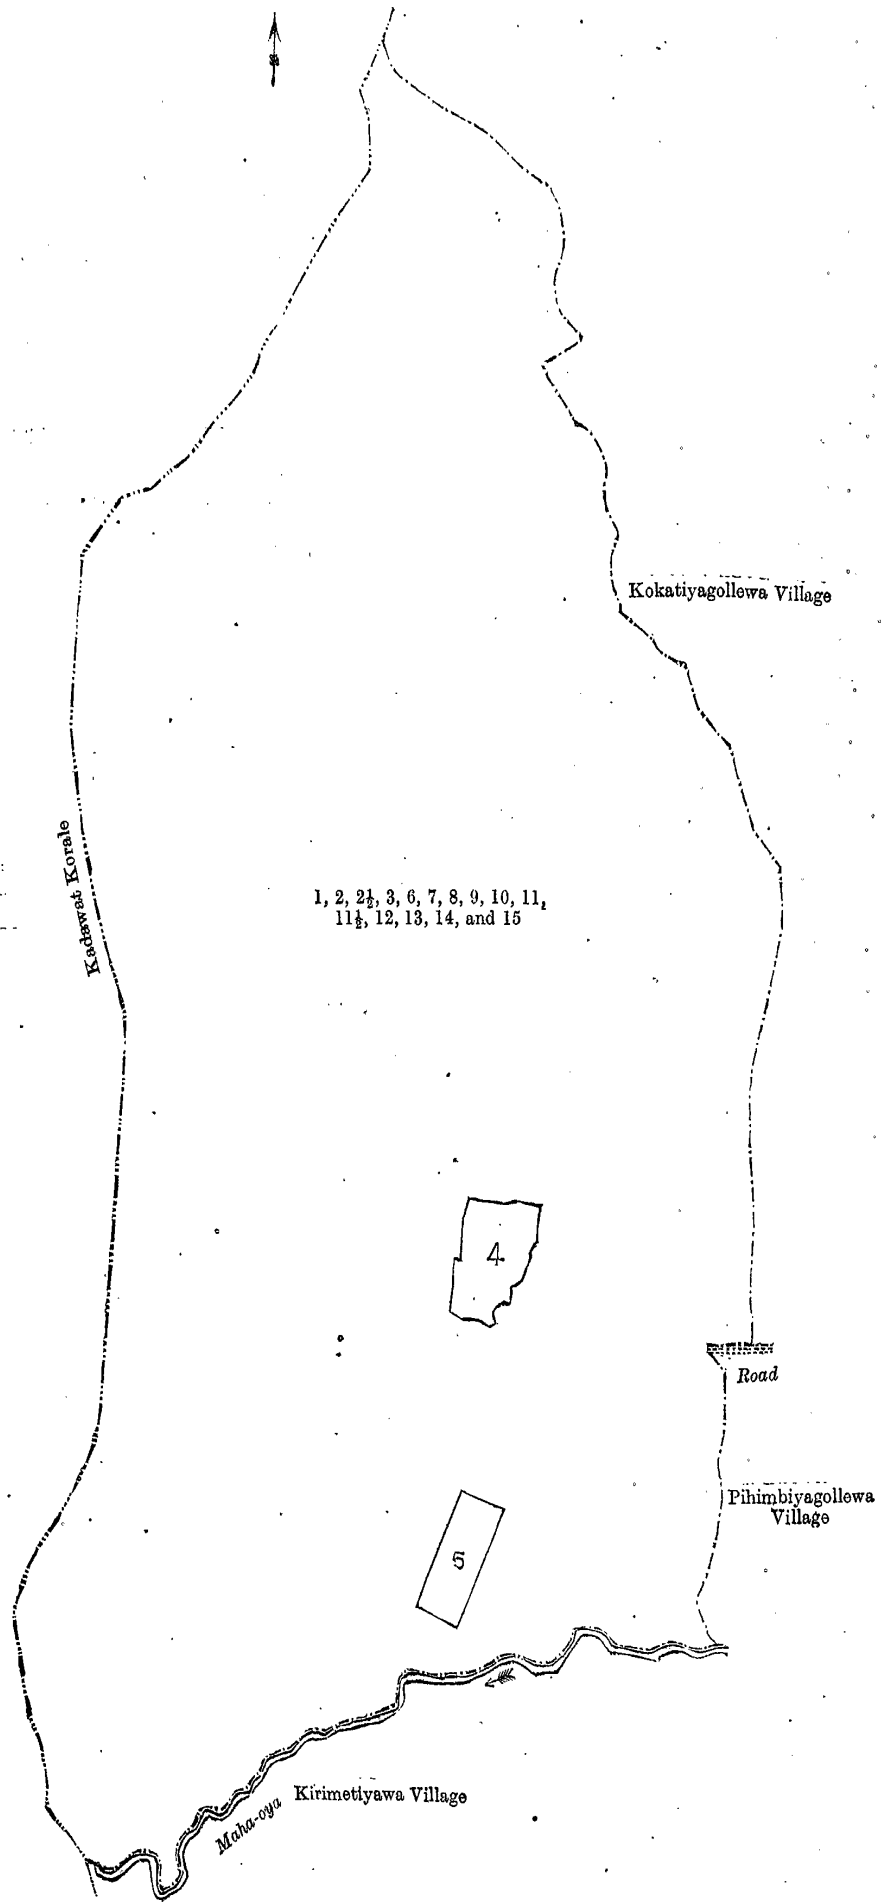 Kokatiyagollewa Village
Kadawat Korale
1, 2, 2½, 3, 6, 7, 8, 9, 10, 11,
11½, 12, 13, 14, and 15
4
Road
Pihimbiyagollewa
Village
5
Kirimetiyawa Village
Maha-oya